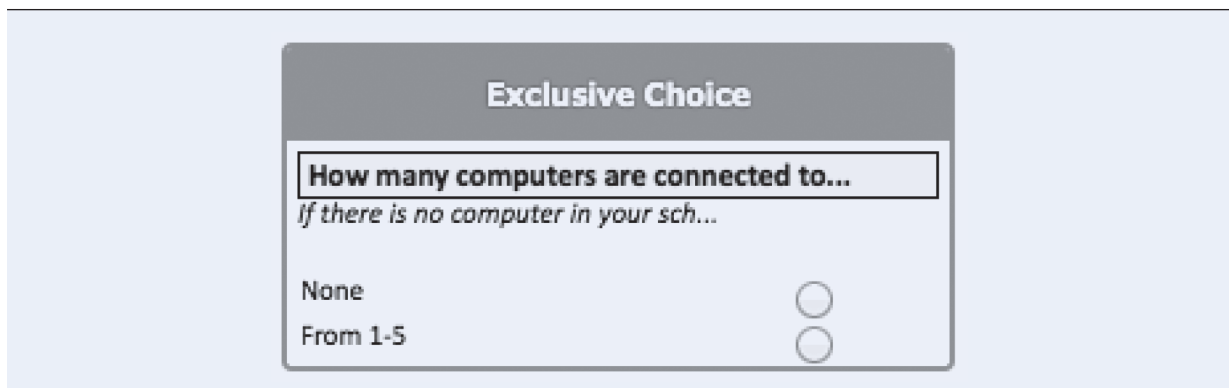 Exclusive Choice
How many computers are connected to...
If there is no computer in your sch...
None
From 1-5